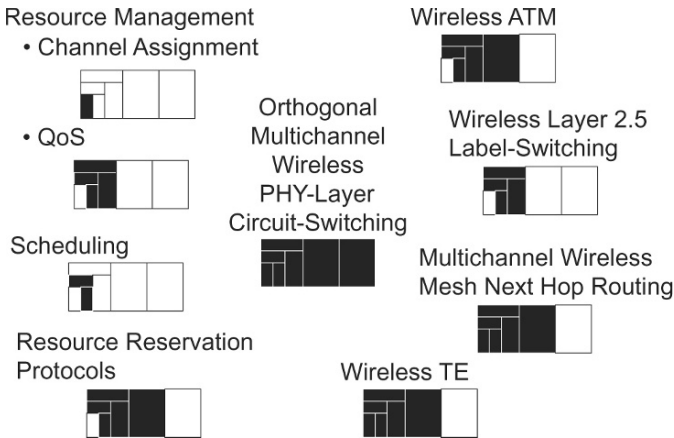 Resource Management
• Channel Assignment
• QoS
Scheduling
Resource Reservation
Protocols
Orthogonal
Multichannel
Wireless
PHY-Layer
Circuit-Switching
Wireless TE
Wireless ATM
Wireless Layer 2.5
Label-Switching
Multichannel Wireless
Mesh Next Hop Routing